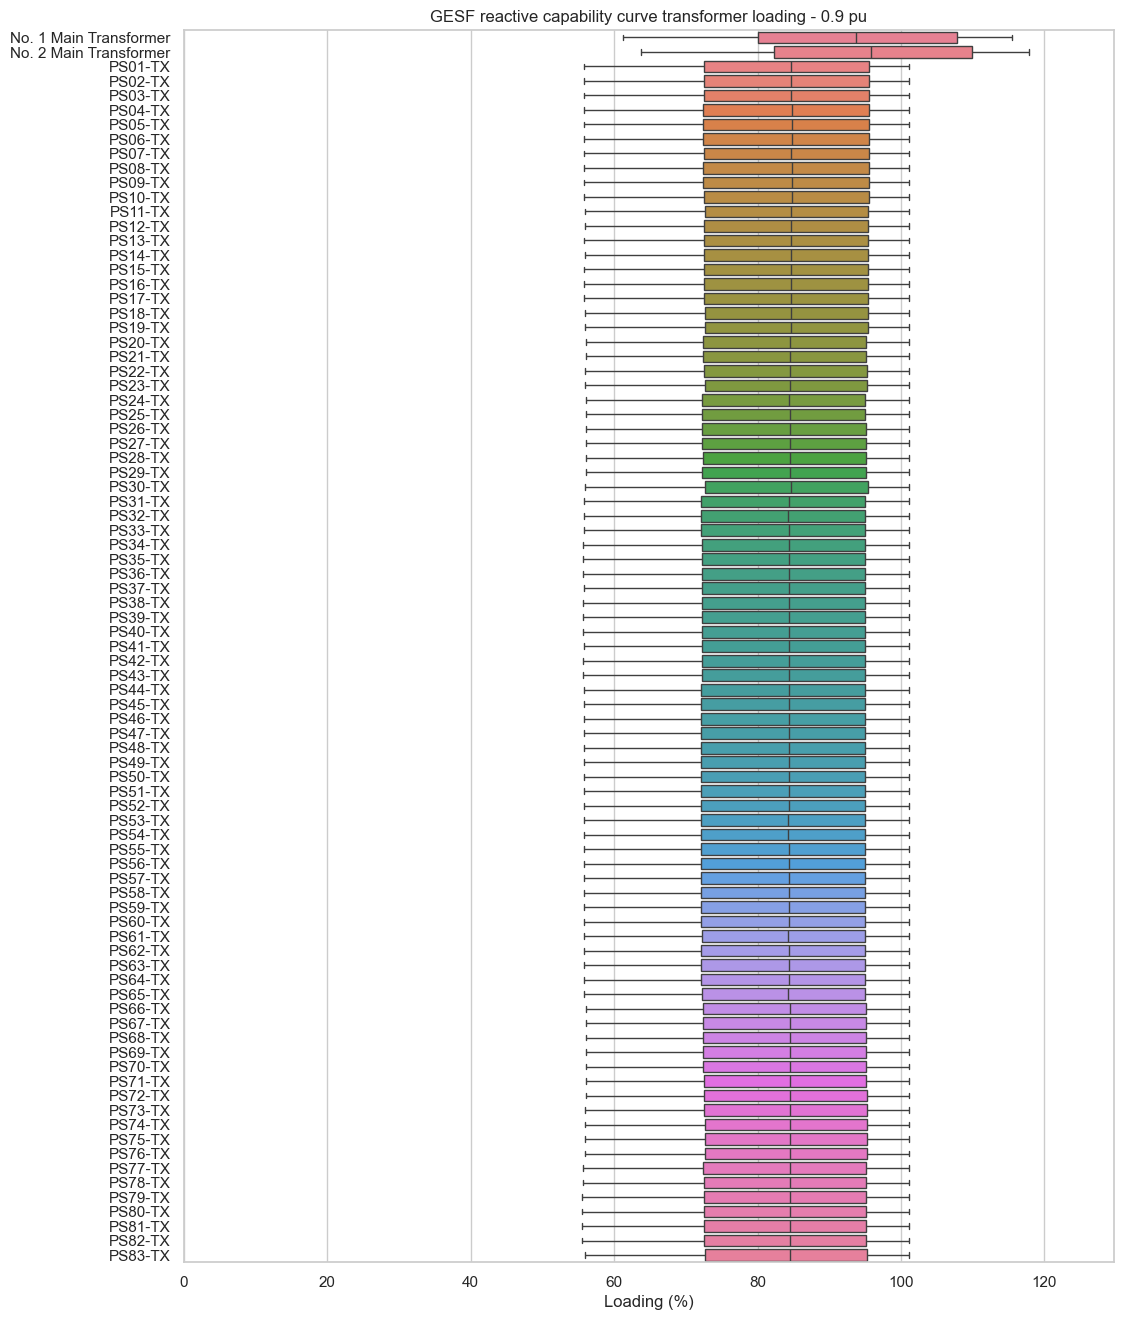 GESF reactive capability curve transformer loading - 0.9 pu
No. 1 Main Transformer
No. 2 Main Transformer
PS01-TX
PS02-TX
PS03-TX
PS04-TX
PS05-TX
PS06-TX
PS07-TX
PS08-TX
PS09-TX
PS10-TX
PS11-TX
PS12-TX
PS13-TX
PS14-TX
PS15-TX
PS16-TX
PS17-TX
PS18-TX
PS19-TX
PS20-TX
PS21-TX
PS22-TX
PS23-TX
PS24-TX
PS25-TX
PS26-TX
PS27-TX
PS28-TX
PS29-TX
PS30-TX
PS31-TX
PS32-TX
PS33-TX
PS34-TX
PS35-TX
PS36-TX
PS37-TX
PS38-TX
PS39-TX
PS40-TX
PS41-TX
PS42-TX
PS43-TX
PS44-TX
PS45-TX
PS46-TX
PS47-TX
PS48-TX
PS49-TX
PS50-TX
PS51-TX
PS52-TX
PS53-TX
PS54-TX
PS55-TX
PS56-TX
PS57-TX
PS58-TX
PS59-TX
PS60-TX
PS61-TX
PS62-TX
PS63-TX
PS64-TX
PS65-TX
PS66-TX
PS67-TX
PS68-TX
PS69-TX
PS70-TX
PS71-TX
PS72-TX
PS73-TX
PS74-TX
PS75-TX
PS76-TX
PS77-TX
PS78-TX
PS79-TX
PS80-TX
PS81-TX
PS82-TX
PS83-TX
0 20 40 60 80 100 120
Loading (%)